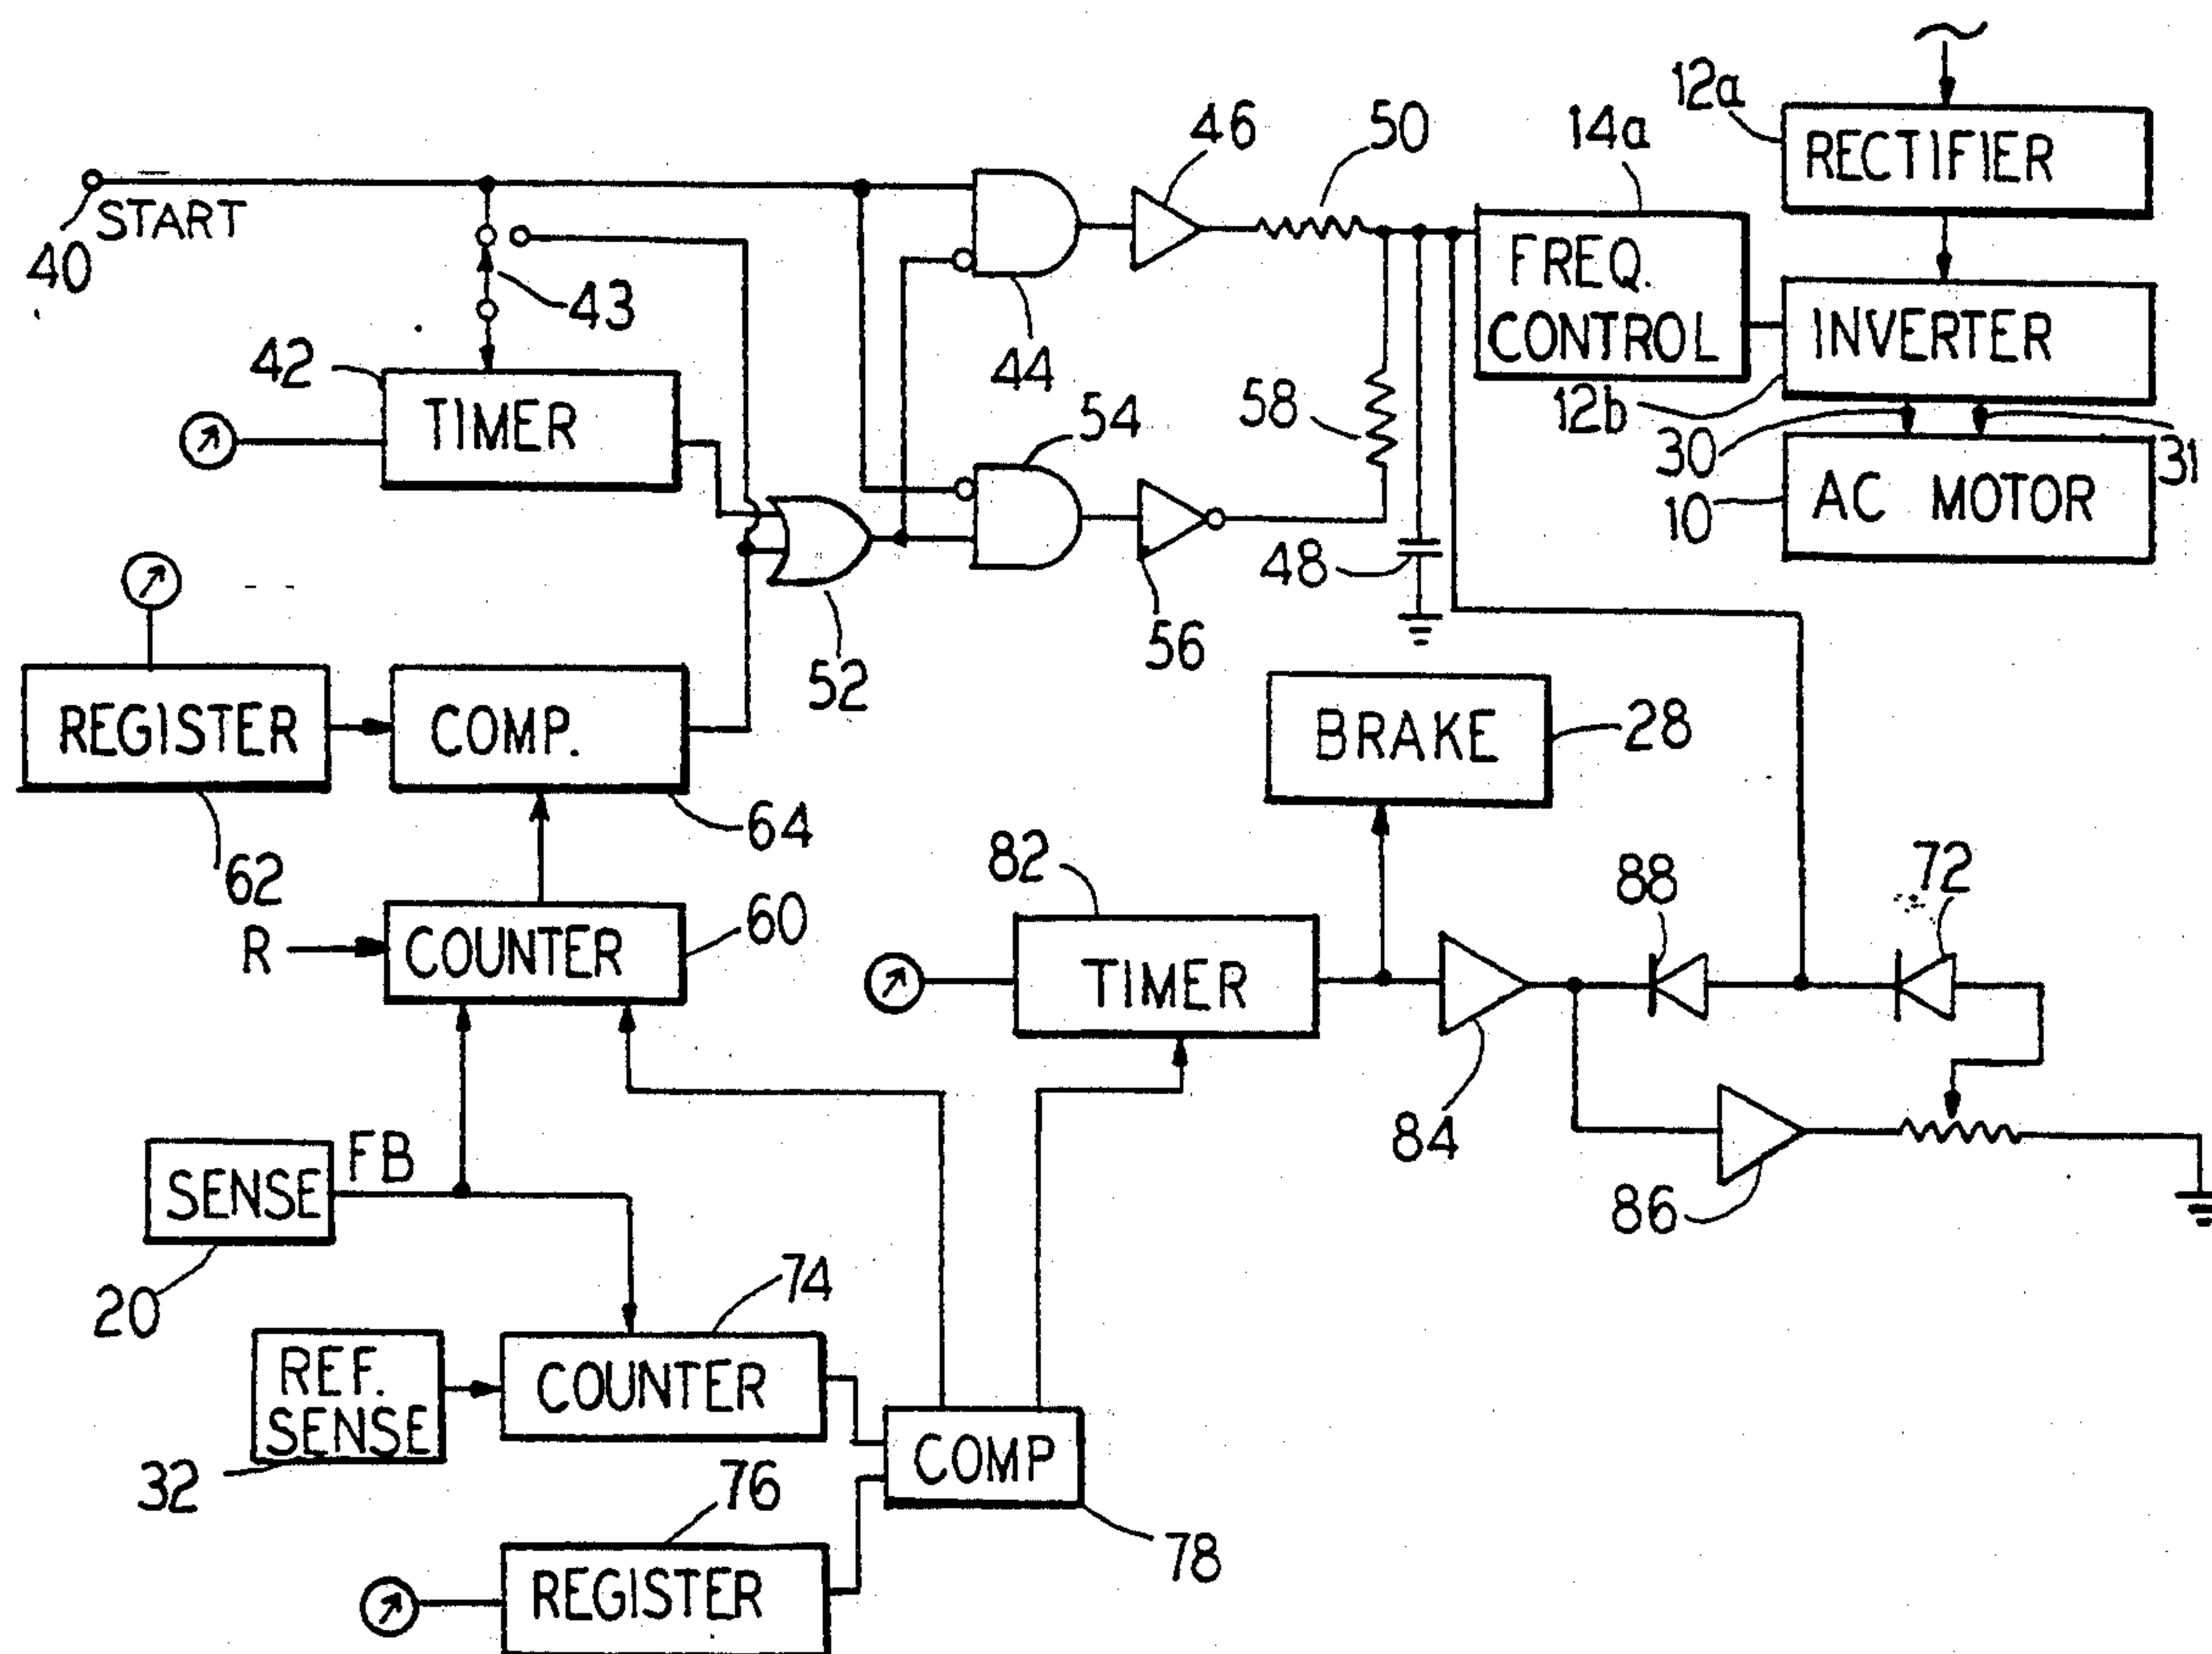 12a
RECTIFIER
46
50
14a
START
40
43
44
FREQ.
CONTROL
INVERTER
12b
30
31
42
TIMER
54
58
AC MOTOR
10
48
56
52
REGISTER
COMP.
BRAKE
28
64
62
82
88
72
R
COUNTER
60
TIMER
84
86
FB
SENSE
20
74
REF.
SENSE
COUNTER
32
COMP
76
78
REGISTER